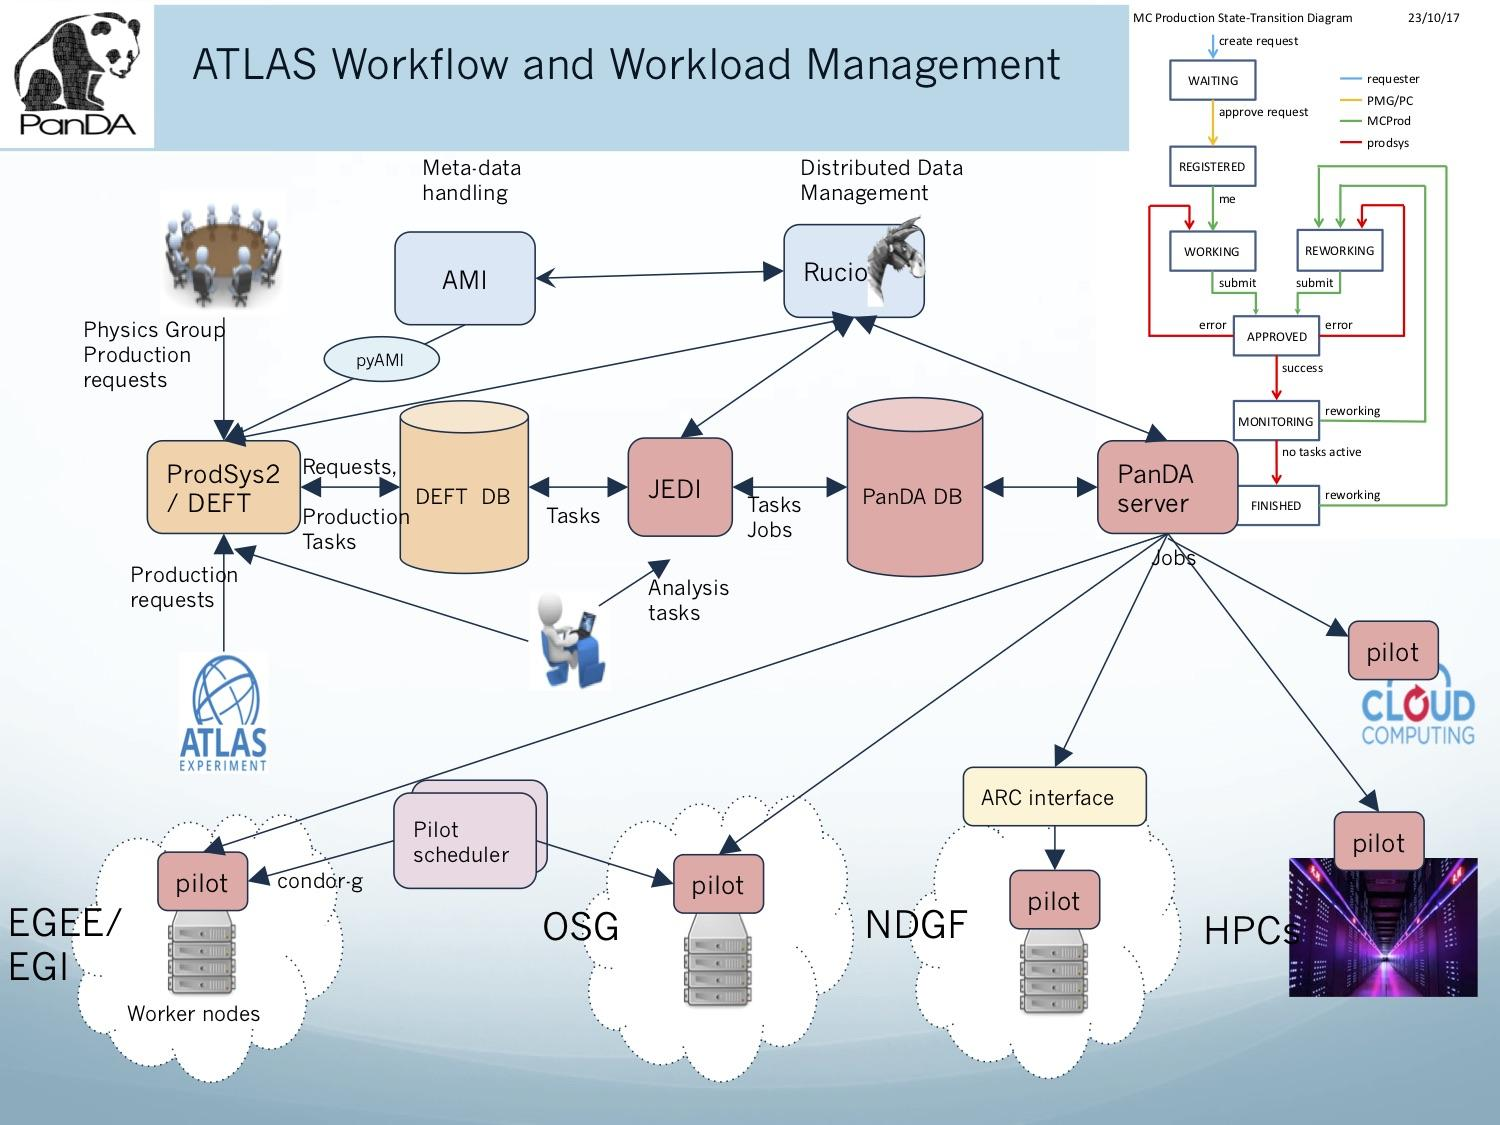 PanDA
ATLAS Workflow and Workload Management
MC Production State-Transition Diagram
23/10/17
create request
WAITING
requester
PMG/PC
approve request
MCProd
prodsys
REGISTERED
me
WORKING
REWORKING
submit
submit
error
error
APPROVED
success
MONITORING
reworking
no tasks active
reworking
FINISHED
Meta-data
handling
Distributed Data
Management
AMI
Rucio
Physics Group
Production
requests
pyAMI
ProdSys2
/ DEFT
Requests,
Production
Tasks
DEFT DB
Tasks
JEDI
Tasks
Jobs
PanDA DB
PanDA
server
Jobs
Production
requests
Analysis
tasks
ATLAS
EXPERIMENT
pilot
CLOUD
COMPUTING
Pilot
scheduler
ARC interface
pilot
condor-g
pilot
pilot
pilot
EGEE/
EGI
OSG
NDGF
HPCs
Worker nodes